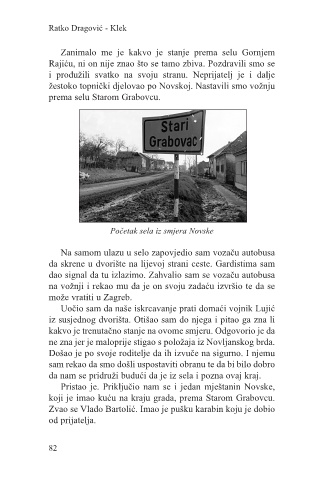 Ratko Dragović - Klek
Zanimalo me je kakvo je stanje prema selu Gornjem
Rajiću, ni on nije znao što se tamo zbiva. Pozdravili smo se
i produžili svatko na svoju stranu. Neprijatelj je i dalje
žestoko topnički djelovao po Novskoj. Nastavili smo vožnju
prema selu Starom Grabovcu.
Stari
Grabovac
Početak sela iz smjera Novske
Na samom ulazu u selo zapovjedio sam vozaču autobusa
da skrene u dvorište na lijevoj strani ceste. Gardistima sam
dao signal da tu izlazimo. Zahvalio sam se vozaču autobusa
na vožnji i rekao mu da je on svoju zadaću izvršio te da se
može vratiti u Zagreb.
Uočio sam da naše iskrcavanje prati domaći vojnik Lujić
iz susjednog dvorišta. Otišao sam do njega i pitao ga zna li
kakvo je trenutačno stanje na ovome smjeru. Odgovorio je da
ne zna jer je maloprije stigao s položaja iz Novljanskog brda.
Došao je po svoje roditelje da ih izvuče na sigurno. I njemu
sam rekao da smo došli uspostaviti obranu te da bi bilo dobro
da nam se pridruži budući da je iz sela i pozna ovaj kraj.
Pristao je. Priključio nam se i jedan mještanin Novske,
koji je imao kuću na kraju grada, prema Starom Grabovcu.
Zvao se Vlado Bartolić. Imao je pušku karabin koju je dobio
od prijatelja.
82